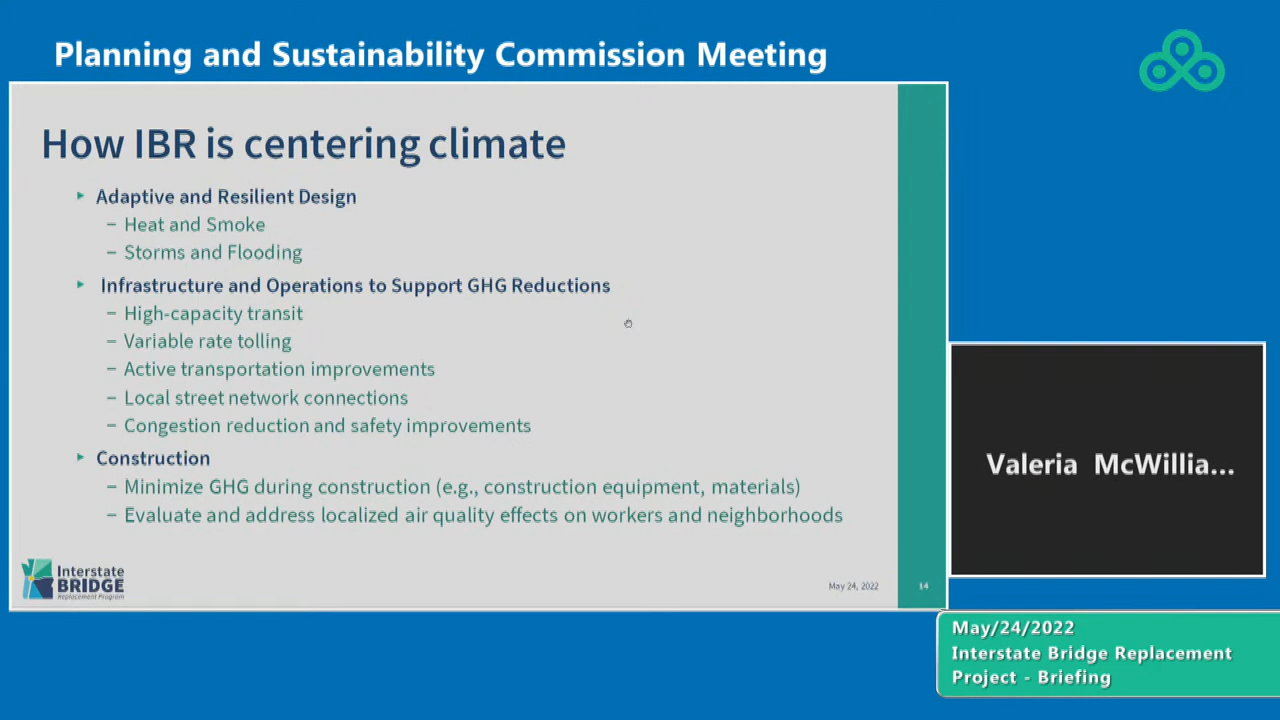 Planning and Sustainability Commission Meeting
How IBR is centering climate
Adaptive and Resilient Design
– Heat and Smoke
– Storms and Flooding
Infrastructure and Operations to Support GHG Reductions
– High-capacity transit
– Variable rate tolling
– Active transportation improvements
– Local street network connections
– Congestion reduction and safety improvements
Construction
– Minimize GHG during construction (e.g., construction equipment, materials)
– Evaluate and address localized air quality effects on workers and neighborhoods
Interstate
BRIDGE
Replacement Program
May 24, 2022
14
Valeria McWillia...
May/24/2022
Interstate Bridge Replacement
Project - Briefing